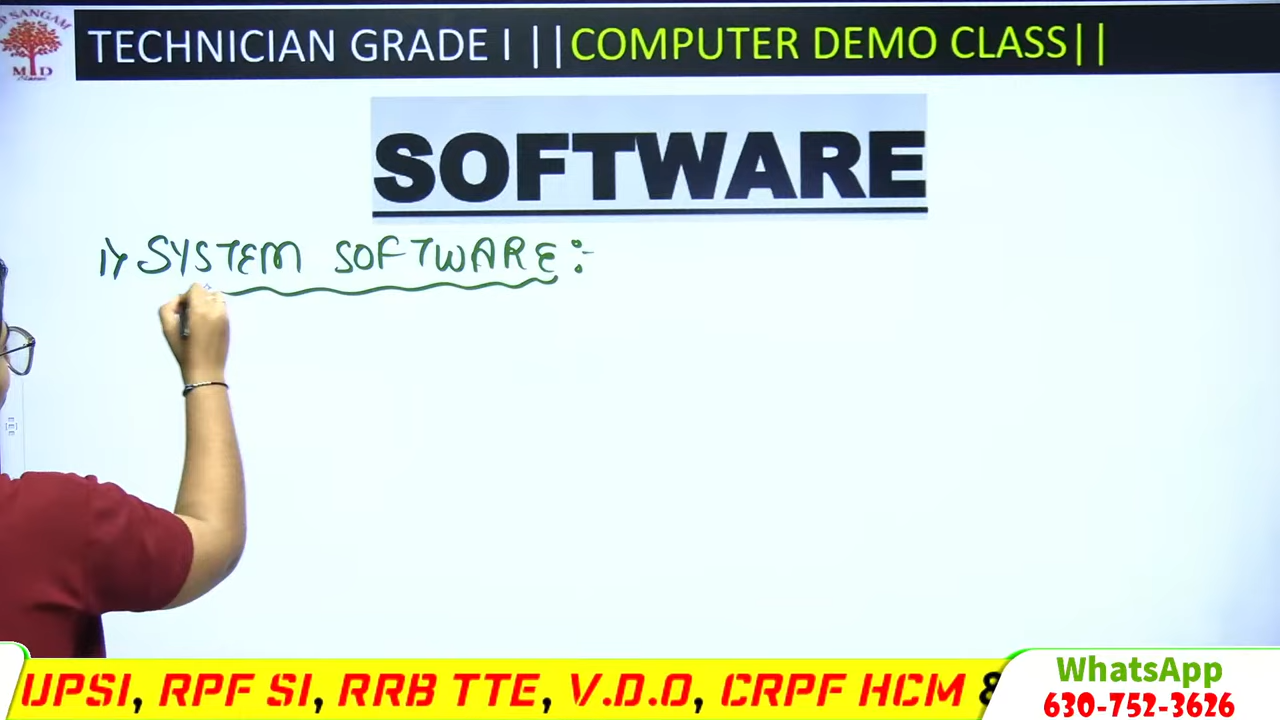 P SANGAM
M D
TECHNICIAN GRADE I ||COMPUTER DEMO CLASS||
SOFTWARE
1) SYSTEM SOFTWARE :-
UPSI, RPF SI, RRB TTE, V.D.O, CRPF HCM &
WhatsApp
630-752-3626